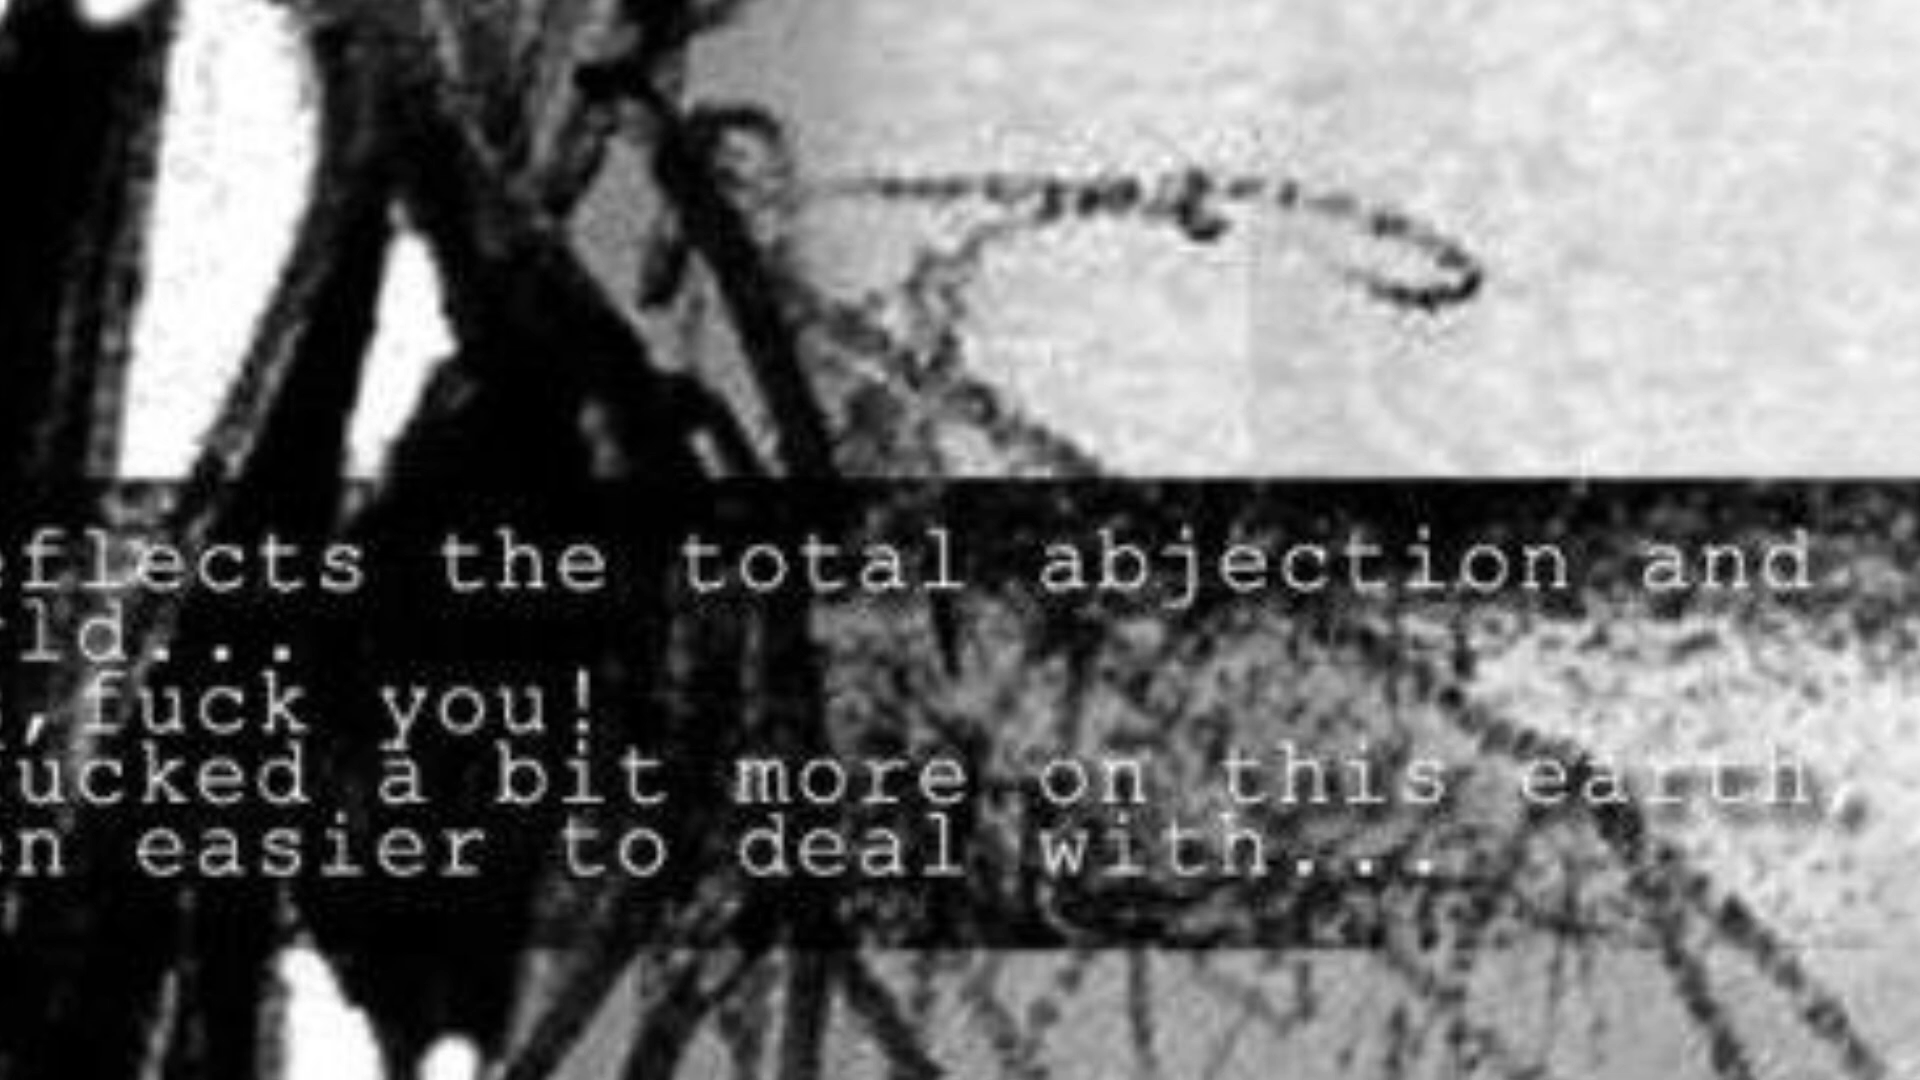 eflects the total abjection and
ld...
,fuck you!
ucked a bit more on this earth,
n easier to deal with...